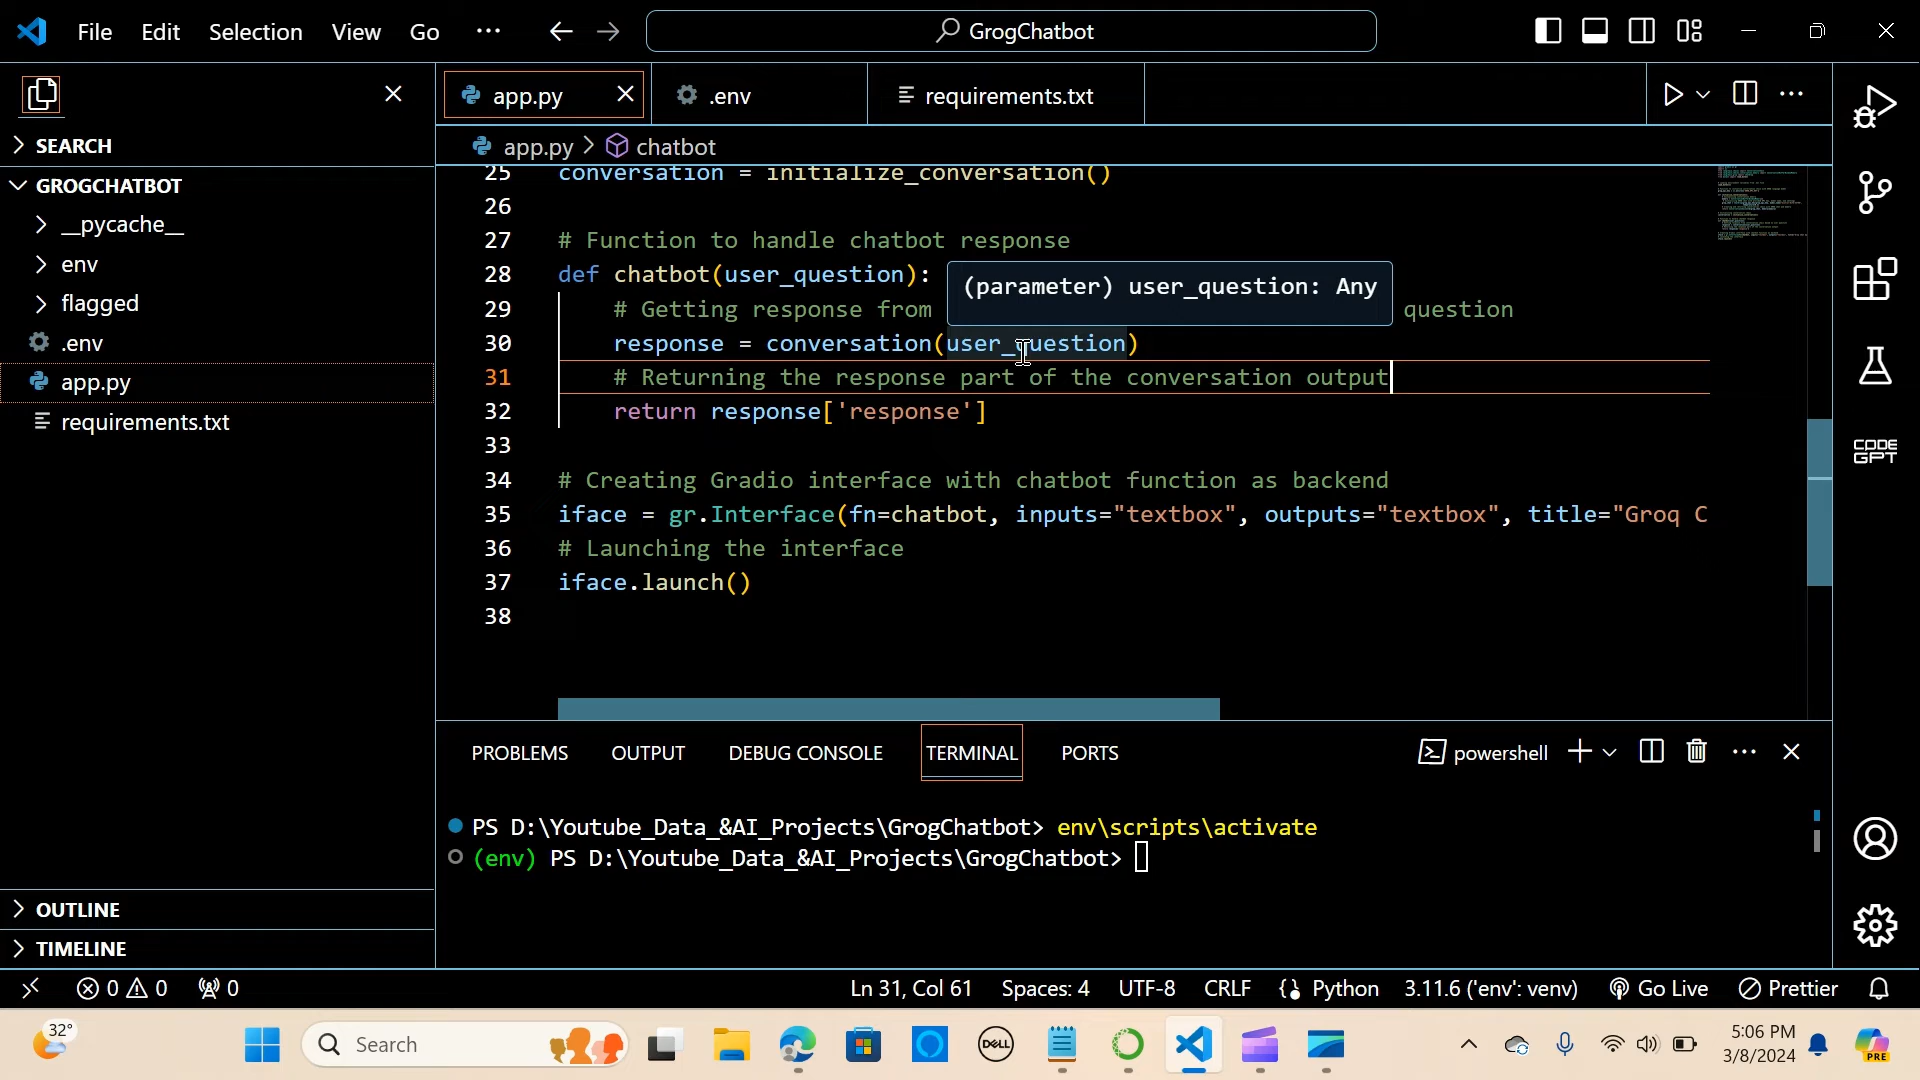 File Edit Selection View Go ... GrogChatbot
app.py .env requirements.txt
SEARCH
app.py > chatbot
GROGCHATBOT
__pycache__
env
flagged
.env
app.py
requirements.txt
OUTLINE
TIMELINE
25 conversation = initialize_conversation()
26
27 # Function to handle chatbot response
28 def chatbot(user_question):
(parameter) user_question: Any
29 # Getting response from question
30 response = conversation(user_question)
31 # Returning the response part of the conversation output
32 return response['response']
33
34 # Creating Gradio interface with chatbot function as backend
35 iface = gr.Interface(fn=chatbot, inputs="textbox", outputs="textbox", title="Groq C
36 # Launching the interface
37 iface.launch()
38
CODE
GPT
PROBLEMS OUTPUT DEBUG CONSOLE TERMINAL PORTS powershell
PS D:\Youtube_Data_&AI_Projects\GrogChatbot> env\scripts\activate
(env) PS D:\Youtube_Data_&AI_Projects\GrogChatbot>
0 0 0 Ln 31, Col 61 Spaces: 4 UTF-8 CRLF Python 3.11.6 ('env': venv) Go Live Prettier
32° Search DELL 5:06 PM
3/8/2024
PRE